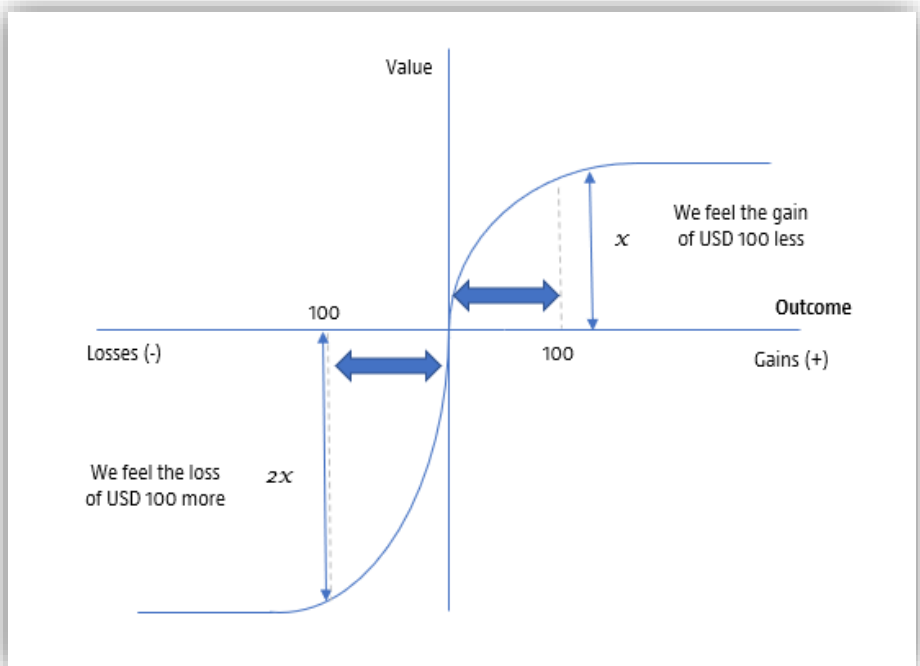 Value
We feel the gain
of USD 100 less
x
100
Outcome
Losses (-)
100
Gains (+)
We feel the loss
of USD 100 more
2x